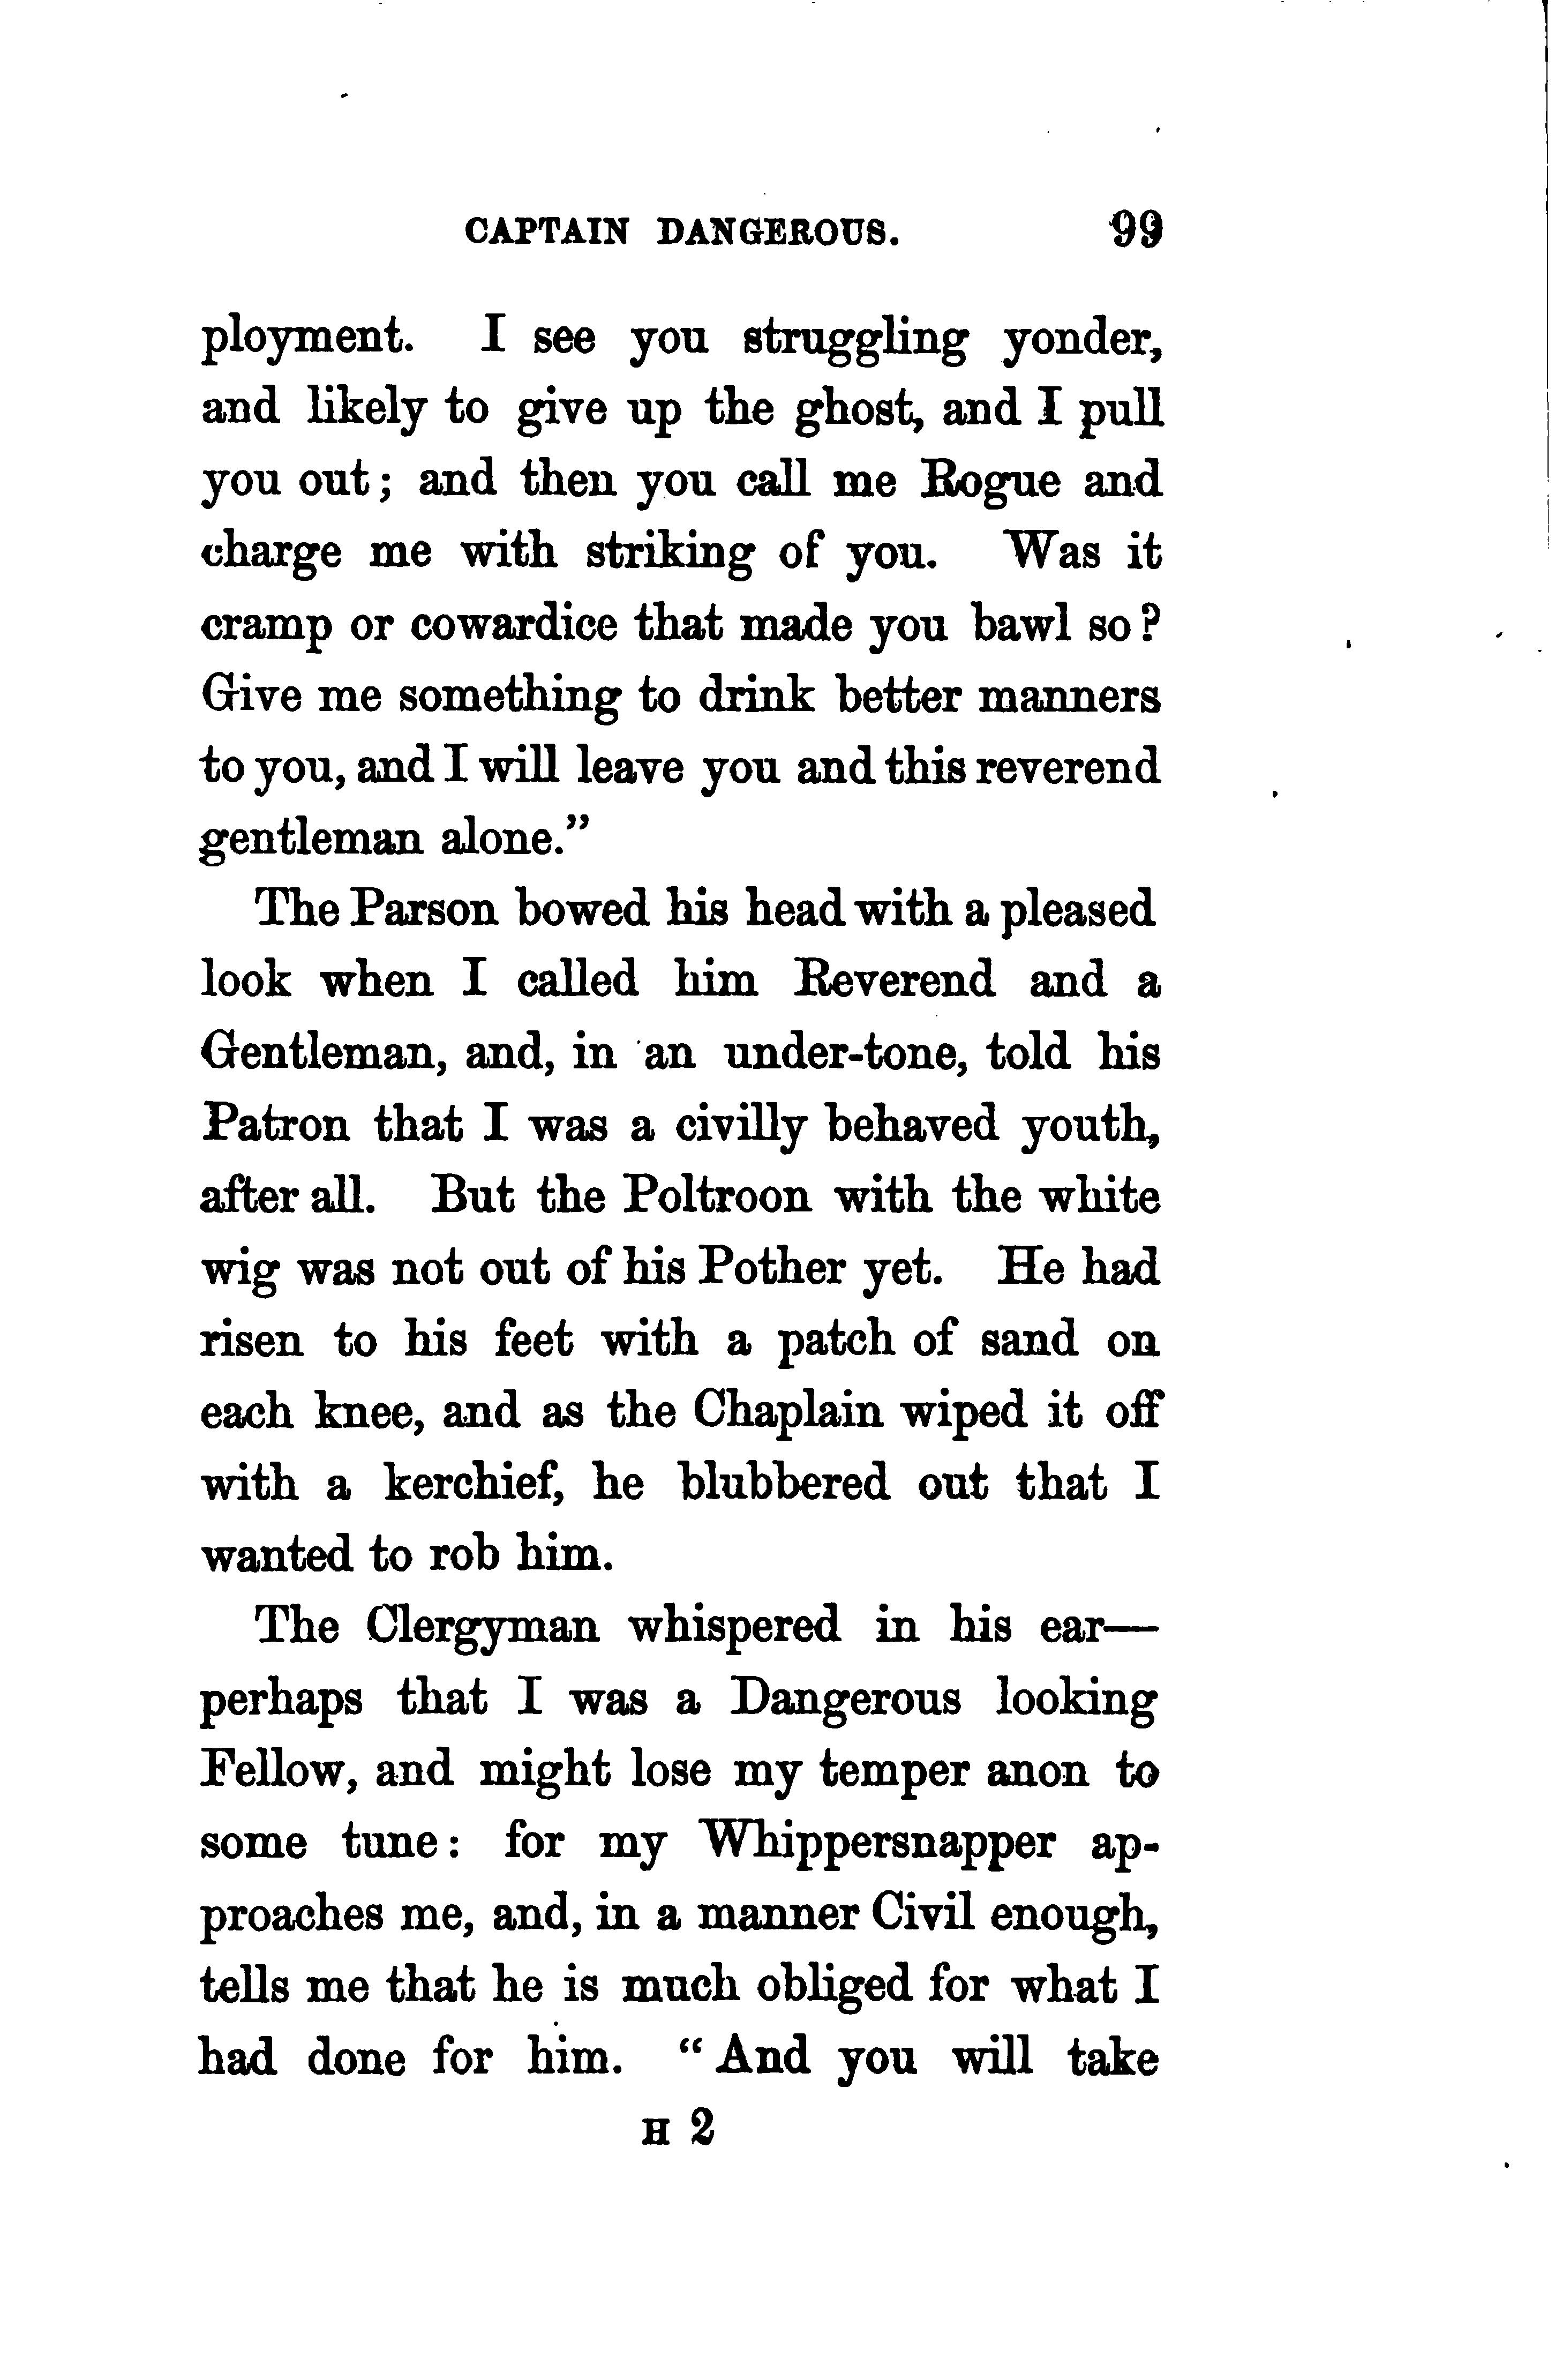 CAPTAIN DANGEROUS. 99
ployment. I see you struggling yonder,
and likely to give up the ghost, and I pull
you out; and then you call me Rogue and
charge me with striking of you. Was it
cramp or cowardice that made you bawl so?
Give me something to drink better manners
to you, and I will leave you and this reverend
gentleman alone.”
The Parson bowed his head with a pleased
look when I called him Reverend and a
Gentleman, and, in an under-tone, told his
Patron that I was a civilly behaved youth,
after all. But the Poltroon with the white
wig was not out of his Pother yet. He had
risen to his feet with a patch of sand on
each knee, and as the Chaplain wiped it off
with a kerchief, he blubbered out that I
wanted to rob him.
The Clergyman whispered in his ear—
perhaps that I was a Dangerous looking
Fellow, and might lose my temper anon to
some tune: for my Whippersnapper ap-
proaches me, and, in a manner Civil enough,
tells me that he is much obliged for what I
had done for him. “And you will take
H 2